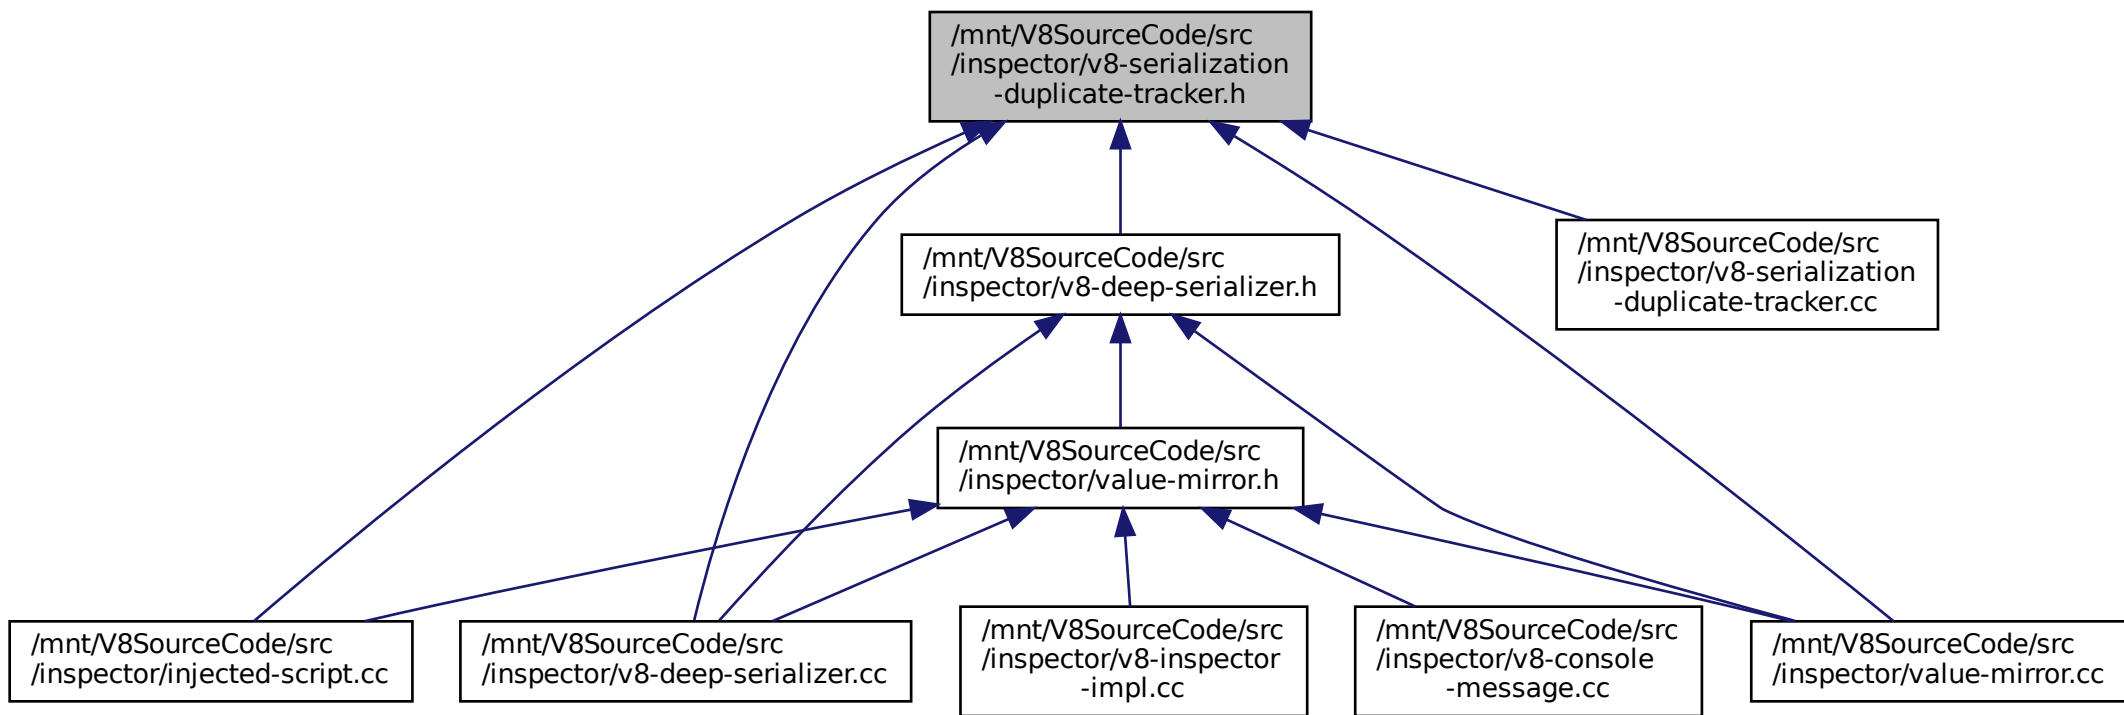 /mnt/V8SourceCode/src
/inspector/v8-serialization
-duplicate-tracker.h
/mnt/V8SourceCode/src
/inspector/v8-deep-serializer.h
/mnt/V8SourceCode/src
/inspector/v8-serialization
-duplicate-tracker.cc
/mnt/V8SourceCode/src
/inspector/value-mirror.h
/mnt/V8SourceCode/src
/inspector/injected-script.cc
/mnt/V8SourceCode/src
/inspector/v8-deep-serializer.cc
/mnt/V8SourceCode/src
/inspector/v8-inspector
-impl.cc
/mnt/V8SourceCode/src
/inspector/v8-console
-message.cc
/mnt/V8SourceCode/src
/inspector/value-mirror.cc